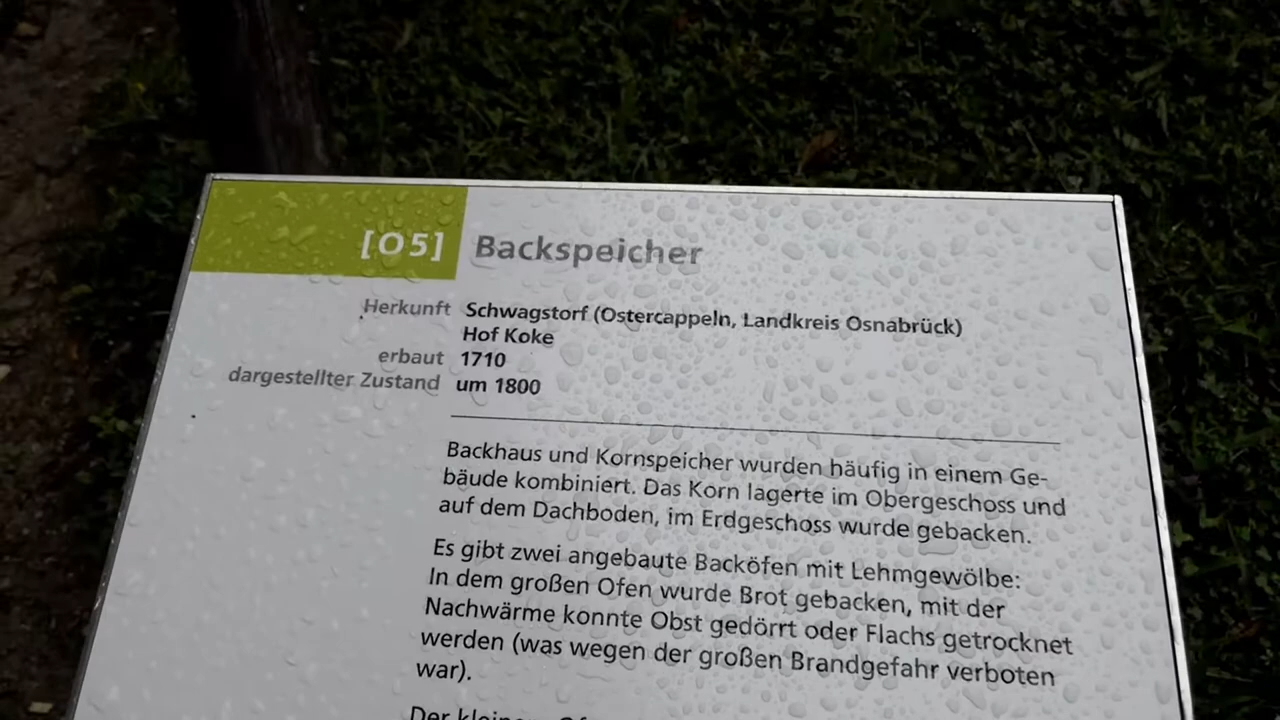 [O5] Backspeicher
Herkunft Schwagstorf (Ostercappeln, Landkreis Osnabrück)
Hof Koke
erbaut 1710
dargestellter Zustand um 1800
Backhaus und Kornspeicher wurden häufig in einem Ge-
bäude kombiniert. Das Korn lagerte im Obergeschoss und
auf dem Dachboden, im Erdgeschoss wurde gebacken.
Es gibt zwei angebaute Backöfen mit Lehmgewölbe:
In dem großen Ofen wurde Brot gebacken, mit der
Nachwärme konnte Obst gedörrt oder Flachs getrocknet
werden (was wegen der großen Brandgefahr verboten
war).
Der